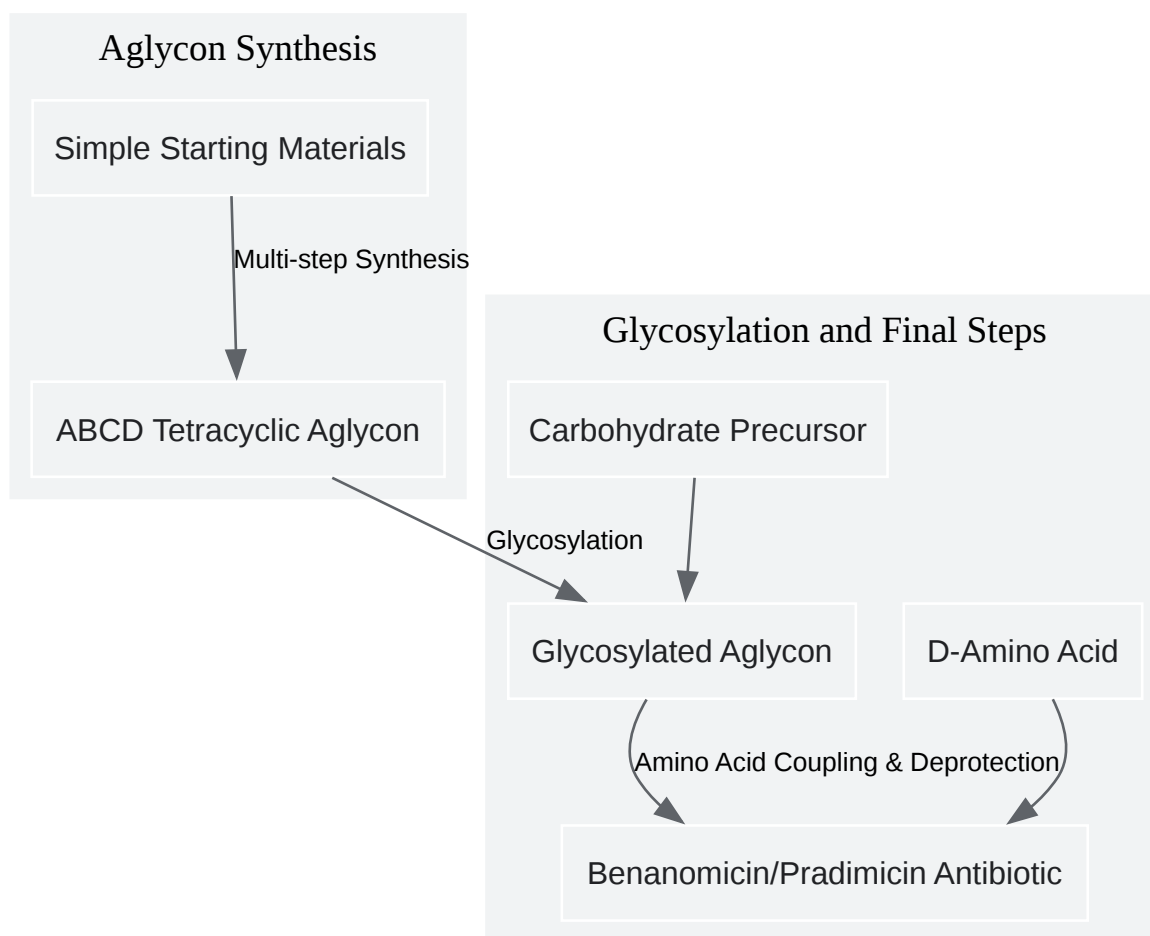 Aglycon Synthesis
Simple Starting Materials
Multi-step Synthesis
ABCD Tetracyclic Aglycon
Glycosylation and Final Steps
Carbohydrate Precursor
Glycosylation
Glycosylated Aglycon
D-Amino Acid
Amino Acid Coupling & Deprotection
Benanomicin/Pradimicin Antibiotic